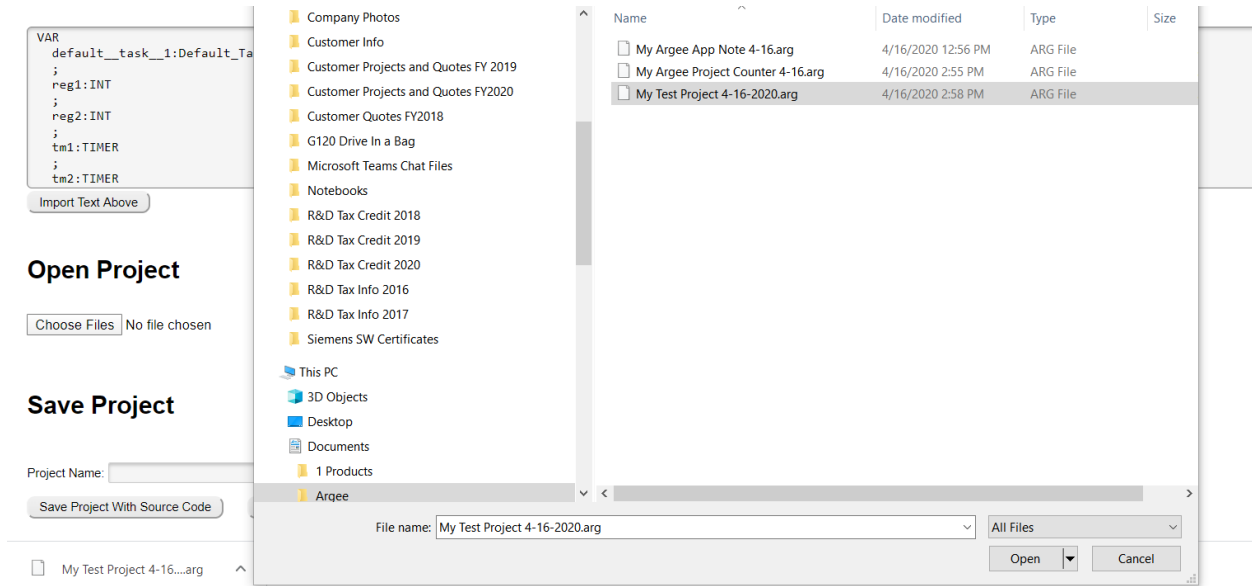 VAR
default__task__1:Default_Ta
;
reg1:INT
;
reg2:INT
;
tm1:TIMER
;
tm2:TIMER
Import Text Above
Open Project
Choose Files No file chosen
Save Project
Project Name:
Save Project With Source Code
My Test Project 4-16....arg
Company Photos
Customer Info
Customer Projects and Quotes FY 2019
Customer Projects and Quotes FY2020
Customer Quotes FY2018
G120 Drive In a Bag
Microsoft Teams Chat Files
Notebooks
R&D Tax Credit 2018
R&D Tax Credit 2019
R&D Tax Credit 2020
R&D Tax Info 2016
R&D Tax Info 2017
Siemens SW Certificates
This PC
3D Objects
Desktop
Documents
1 Products
Argee
Name Date modified Type Size
My Argee App Note 4-16.arg 4/16/2020 12:56 PM ARG File
My Argee Project Counter 4-16.arg 4/16/2020 2:55 PM ARG File
My Test Project 4-16-2020.arg 4/16/2020 2:58 PM ARG File
File name: My Test Project 4-16-2020.arg All Files
Open Cancel